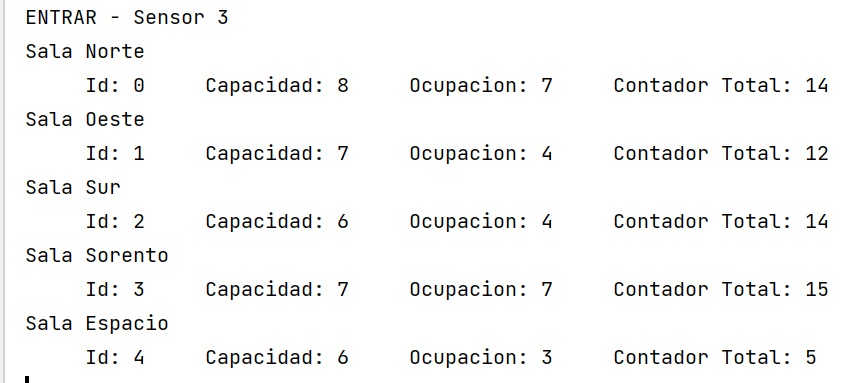 ENTRAR - Sensor 3
Sala Norte
Id: 0 Capacidad: 8 Ocupacion: 7 Contador Total: 14
Sala Oeste
Id: 1 Capacidad: 7 Ocupacion: 4 Contador Total: 12
Sala Sur
Id: 2 Capacidad: 6 Ocupacion: 4 Contador Total: 14
Sala Sorento
Id: 3 Capacidad: 7 Ocupacion: 7 Contador Total: 15
Sala Espacio
Id: 4 Capacidad: 6 Ocupacion: 3 Contador Total: 5